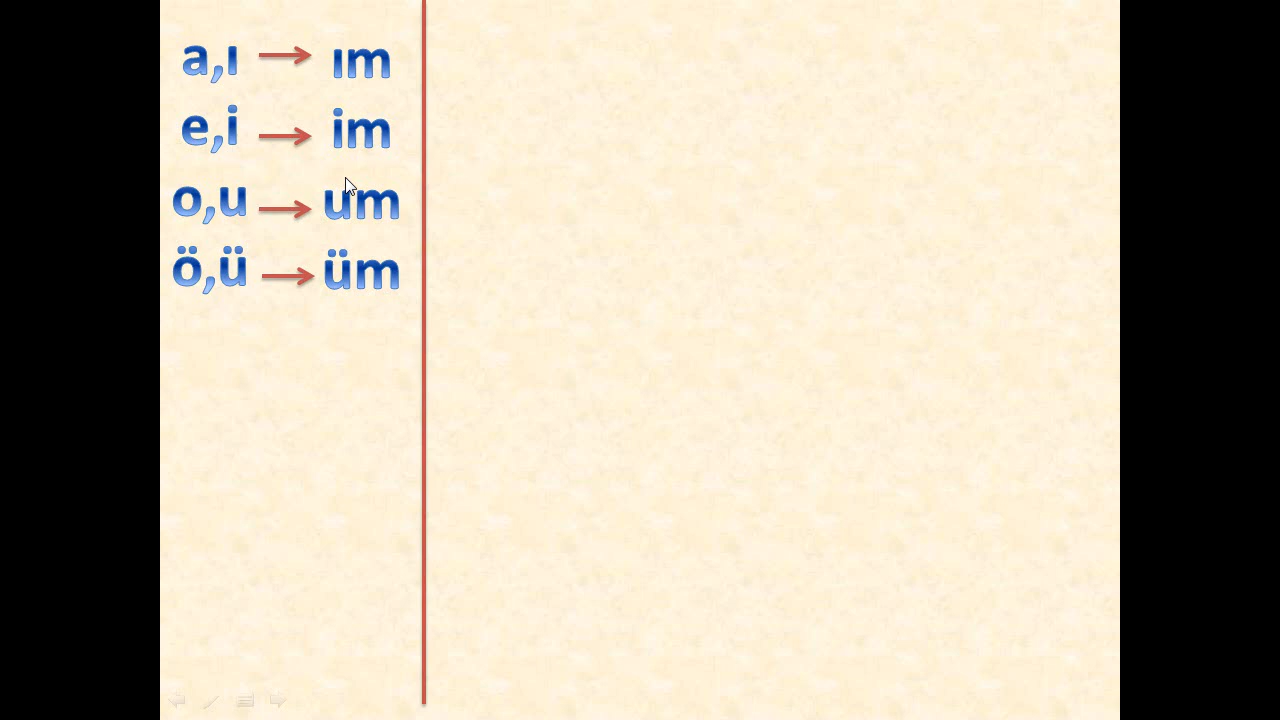 a,ı → ım
e,i → im
o,u → um
ö,ü → üm